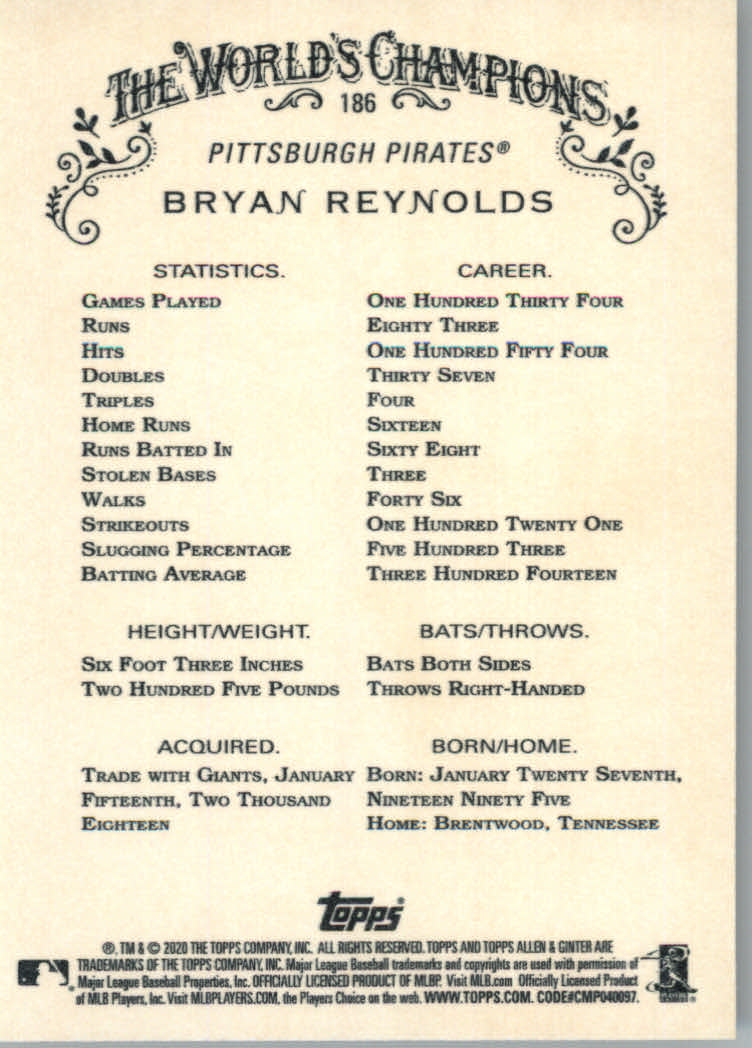 The World's Champions
186
PITTSBURGH PIRATES®
BRYAN REYNOLDS
STATISTICS. CAREER.
Games Played One Hundred Thirty Four
Runs Eighty Three
Hits One Hundred Fifty Four
Doubles Thirty Seven
Triples Four
Home Runs Sixteen
Runs Batted In Sixty Eight
Stolen Bases Three
Walks Forty Six
Strikeouts One Hundred Twenty One
Slugging Percentage Five Hundred Three
Batting Average Three Hundred Fourteen
HEIGHT/WEIGHT. BATS/THROWS.
Six Foot Three Inches Bats Both Sides
Two Hundred Five Pounds Throws Right-Handed
ACQUIRED. BORN/HOME.
Trade with Giants, January Born: January Twenty Seventh,
Fifteenth, Two Thousand Nineteen Ninety Five
Eighteen Home: Brentwood, Tennessee
Topps®
®, TM & © 2020 THE TOPPS COMPANY, INC. ALL RIGHTS RESERVED. TOPPS AND TOPPS ALLEN & GINTER ARE
TRADEMARKS OF THE TOPPS COMPANY, INC. Major League Baseball trademarks and copyrights are used with permission of
Major League Baseball Properties, Inc. OFFICIALLY LICENSED PRODUCT OF MLBP. Visit MLB.com Officially Licensed Product
of MLB Players, Inc. Visit MLBPLAYERS.COM, the Players Choice on the web. WWW.TOPPS.COM. CODE#CMP040097.